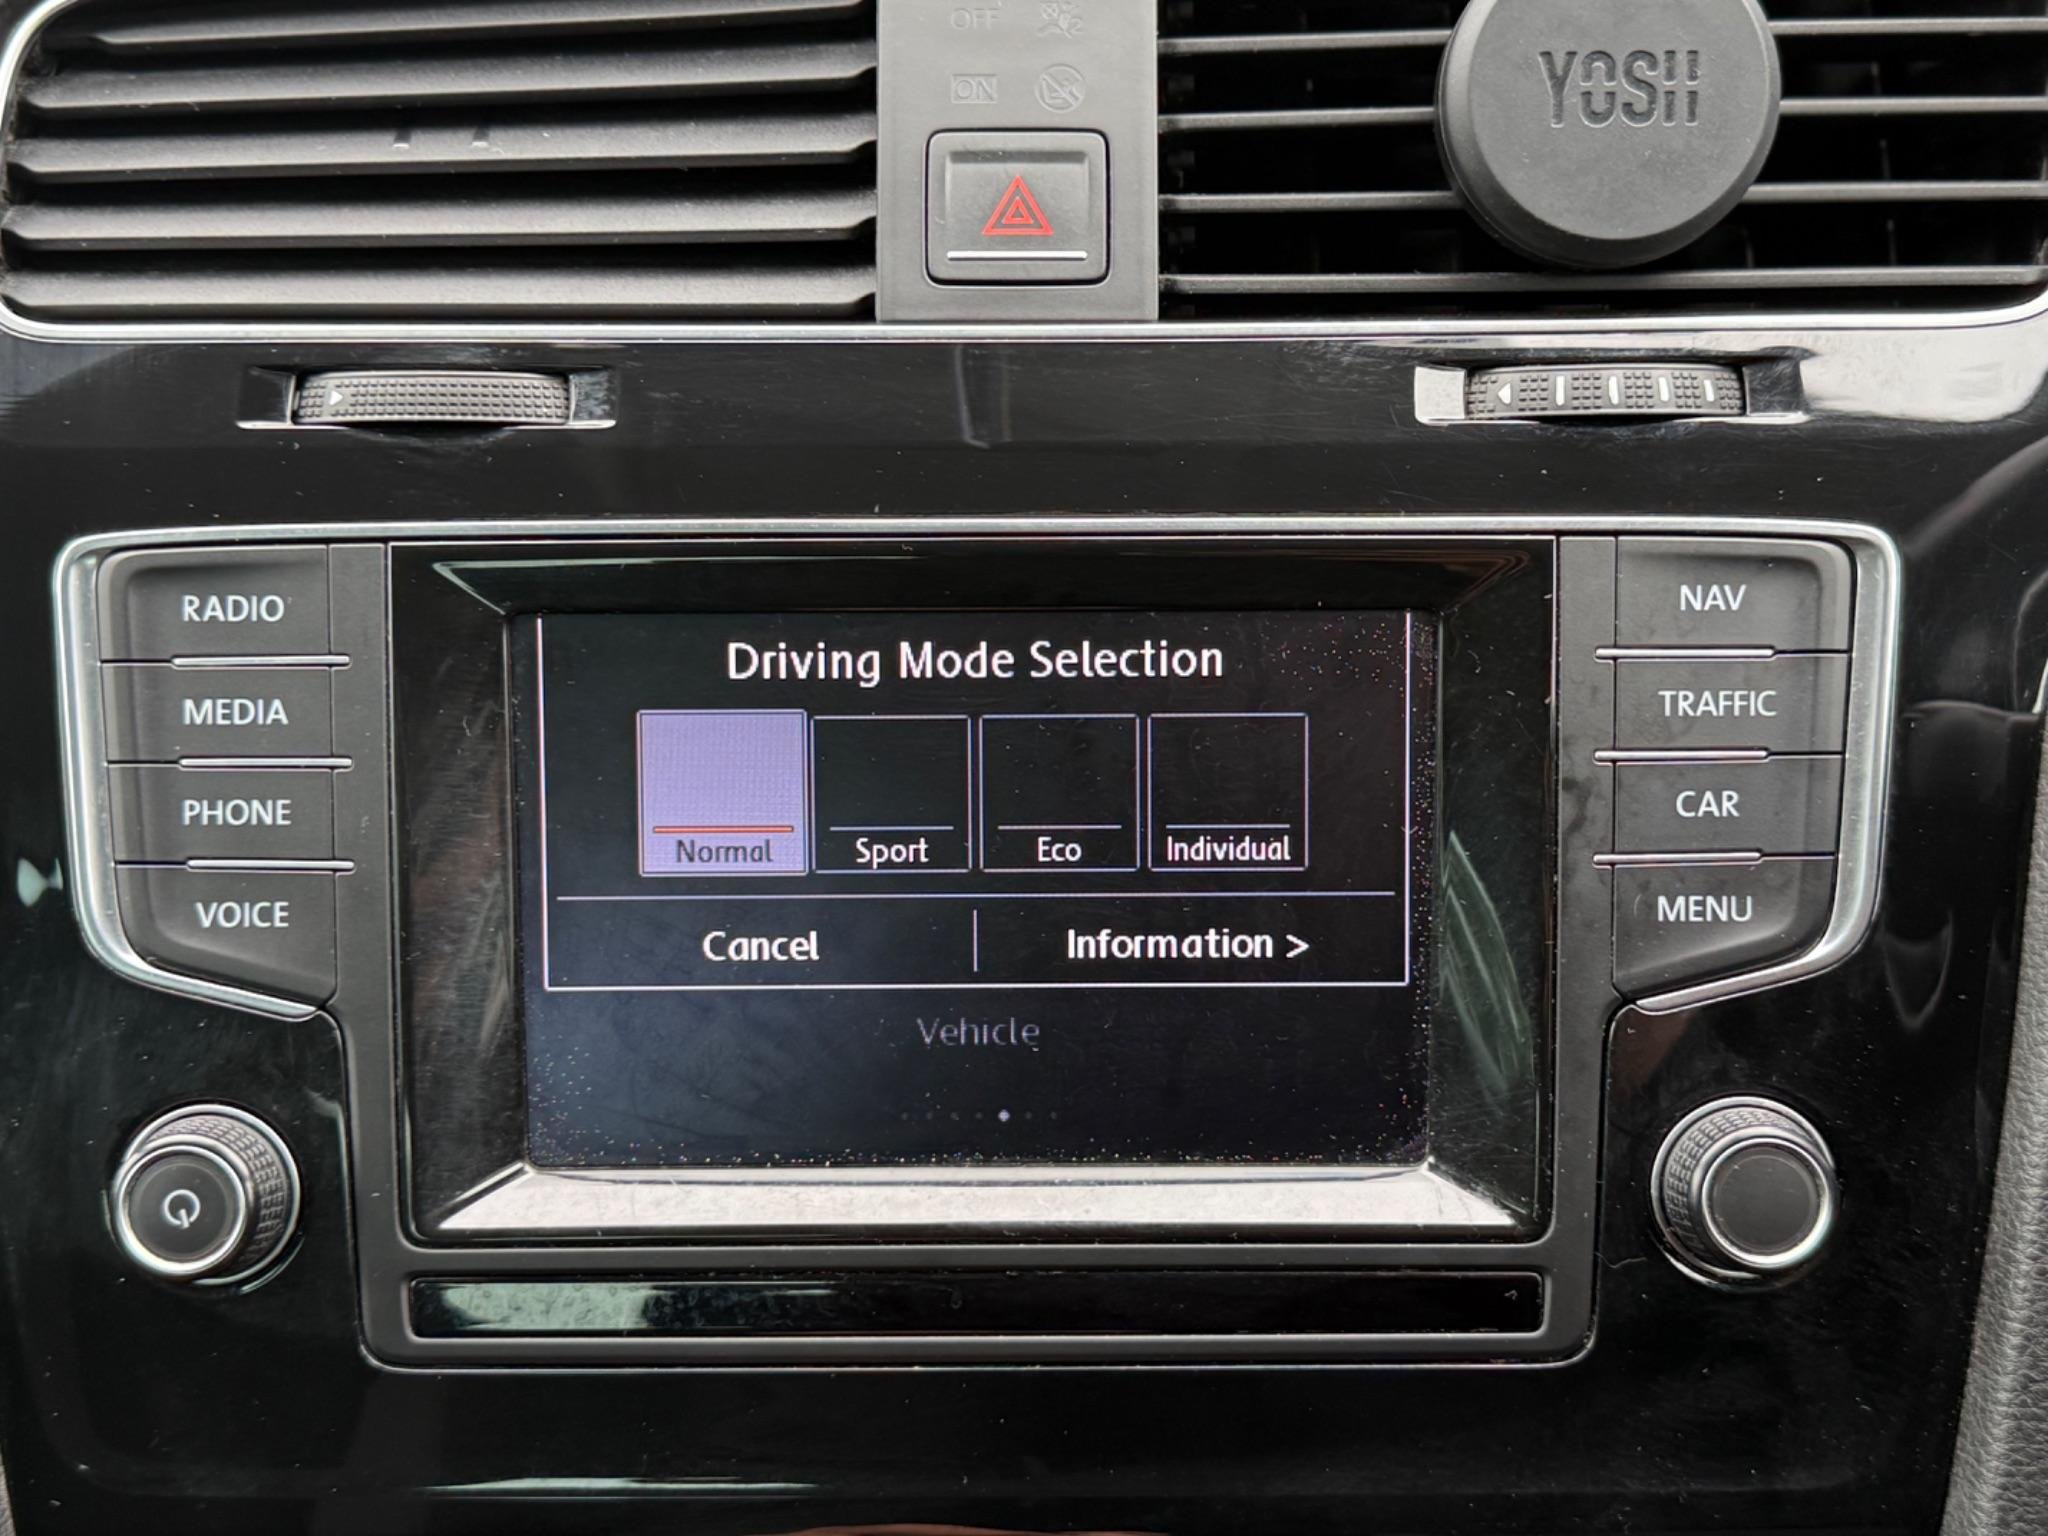 OFF
ON
YOSH
RADIO
MEDIA
PHONE
VOICE
Driving Mode Selection
Normal Sport Eco Individual
Cancel Information >
Vehicle
NAV
TRAFFIC
CAR
MENU